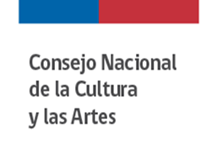 Consejo Nacional
de la Cultura
y las Artes